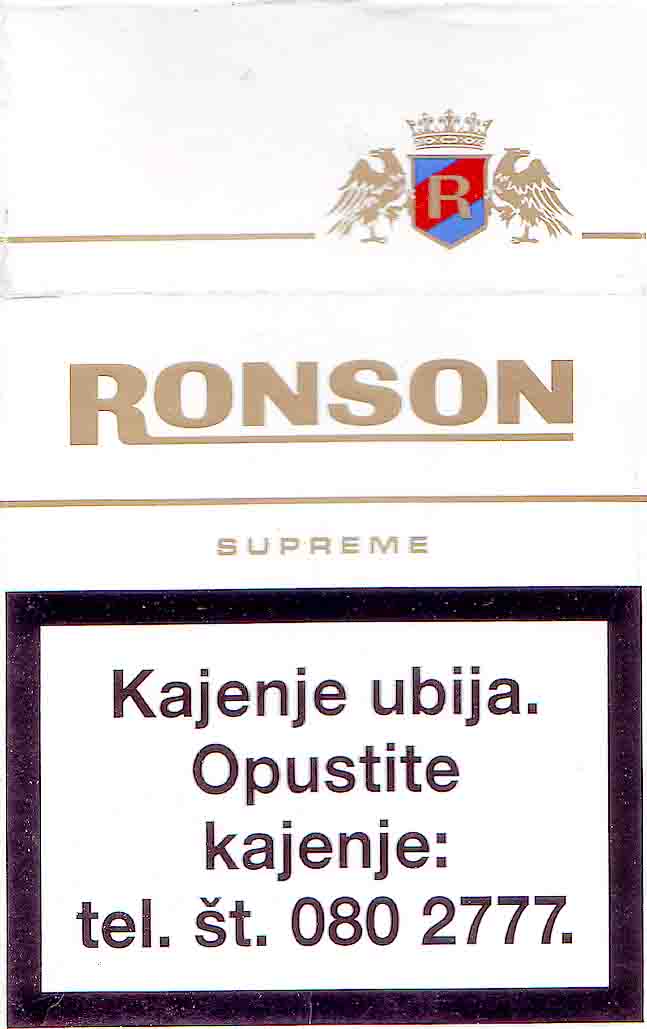 R
RONSON
SUPREME
Kajenje ubija.
Opustite
kajenje:
tel. št. 080 2777.